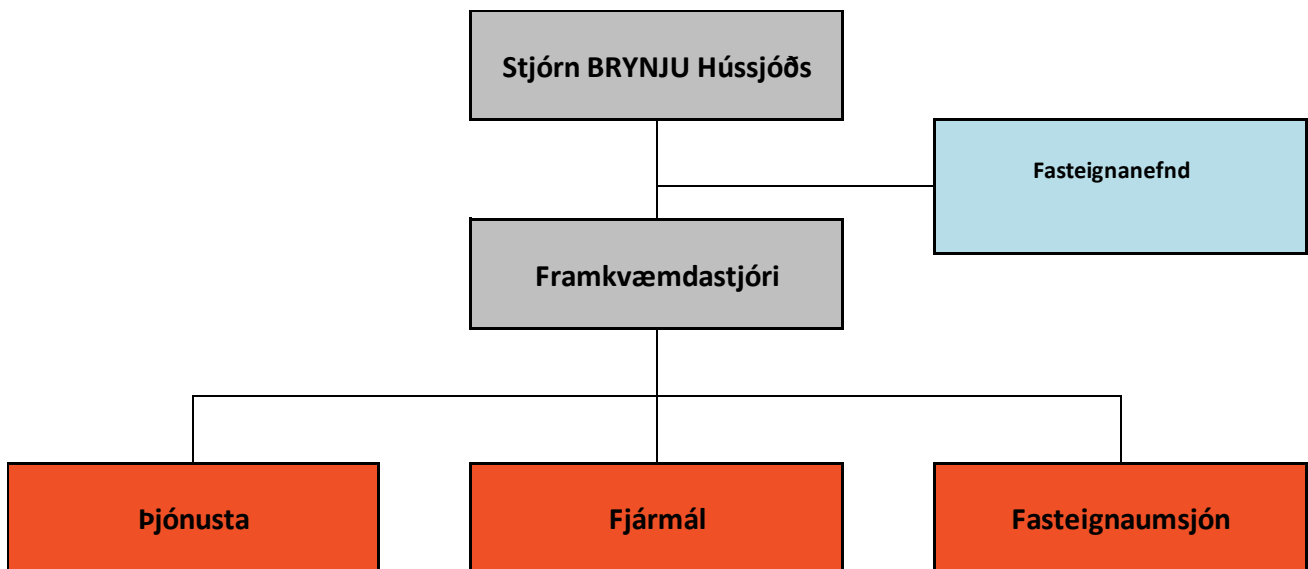 Stjórn BRYNJU Hússjóðs
Fasteignanefnd
Framkvæmdastjóri
Þjónusta
Fjármál
Fasteignaumsjón